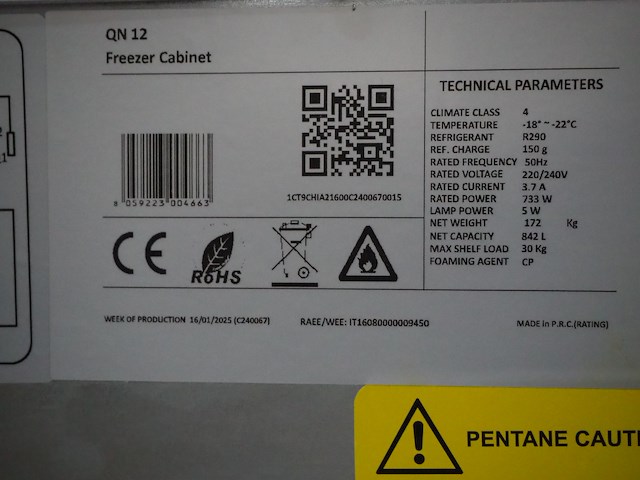 QN 12
Freezer Cabinet
8 059223 004663
1CT9CHIA21600C2400670015
CE
RoHS
TECHNICAL PARAMETERS
CLIMATE CLASS 4
TEMPERATURE -18° ~ -22°C
REFRIGERANT R290
REF. CHARGE 150 g
RATED FREQUENCY 50Hz
RATED VOLTAGE 220/240V
RATED CURRENT 3.7 A
RATED POWER 733 W
LAMP POWER 5 W
NET WEIGHT 172 Kg
NET CAPACITY 842 L
MAX SHELF LOAD 30 Kg
FOAMING AGENT CP
WEEK OF PRODUCTION 16/01/2025 (C240067) RAEE/WEE: IT16080000009450 MADE in P.R.C.(RATING)
PENTANE CAUTI